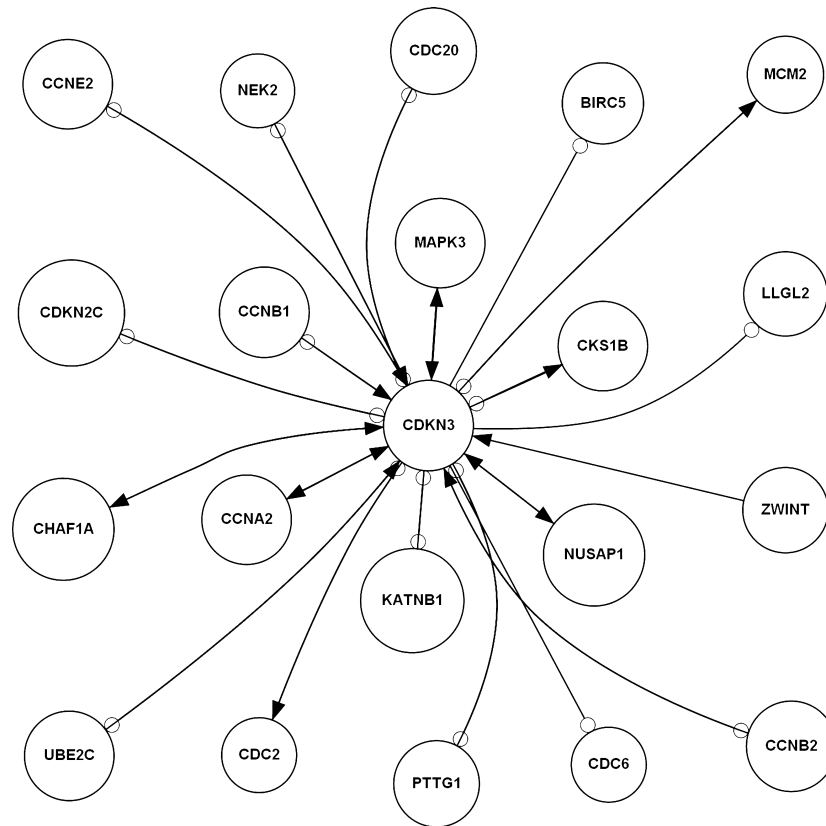 CDC20
MCM2
CCNE2
NEK2
BIRC5
MAPK3
LLGL2
CDKN2C
CCNB1
CKS1B
CDKN3
ZWINT
CCNA2
CHAF1A
NUSAP1
KATNB1
CCNB2
UBE2C
CDC2
CDC6
PTTG1